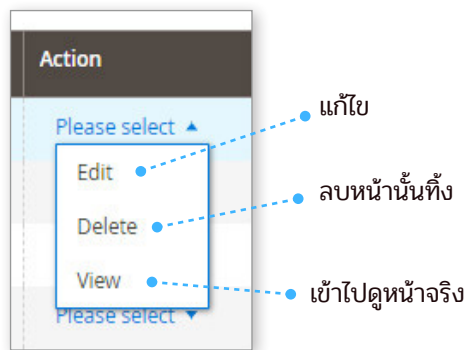 Action
Please select
แก้ไข
Edit
Delete
ลบหน้านั้นทิ้ง
View
เข้าไปดูหน้าจริง
Please select